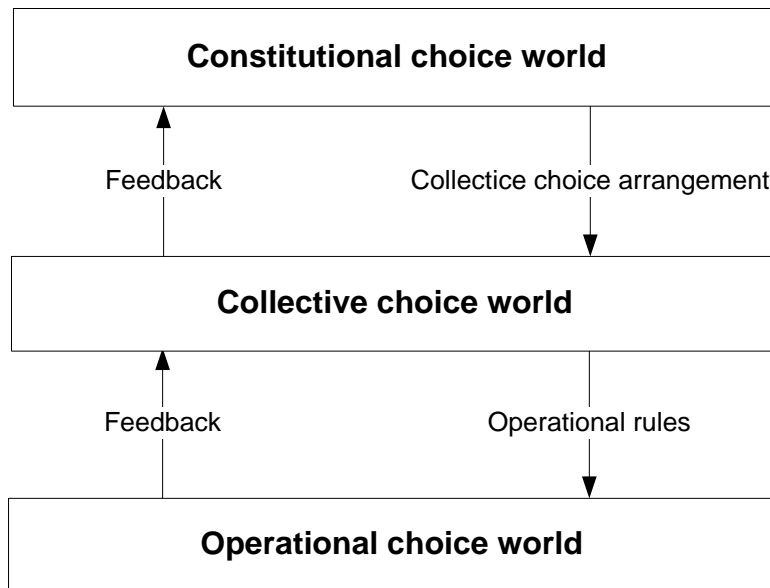 Constitutional choice world
Feedback
Collectice choice arrangement
Collective choice world
Feedback
Operational rules
Operational choice world